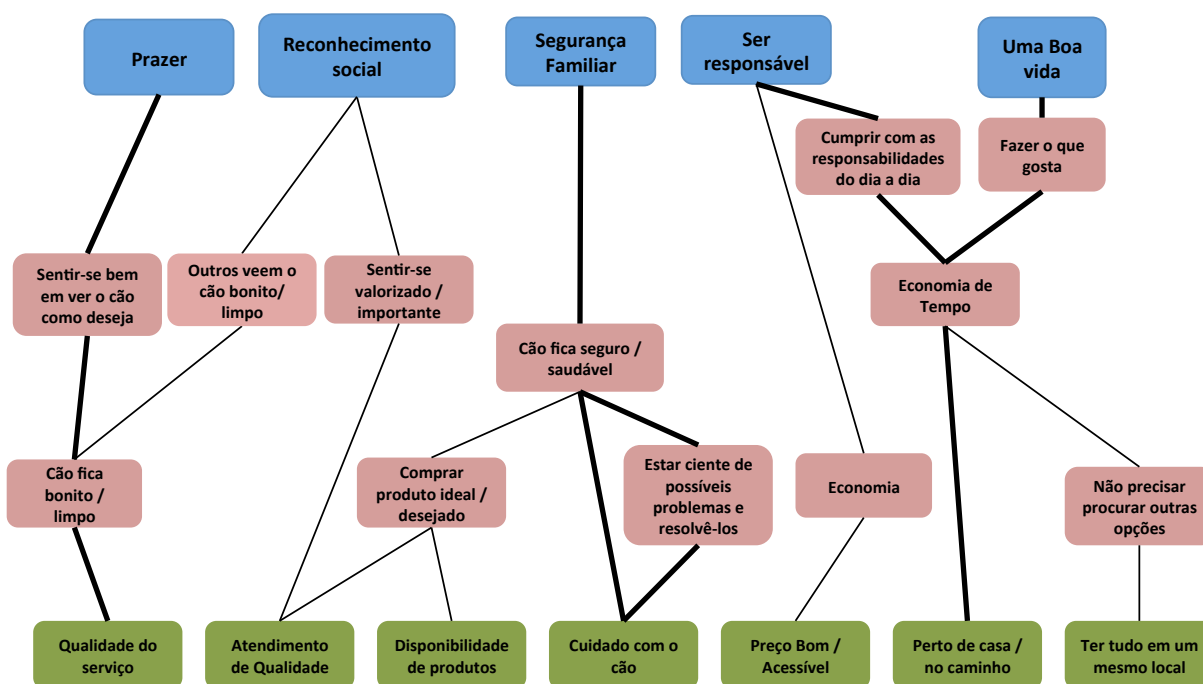 Prazer
Reconhecimento
social
Segurança
Familiar
Ser
responsável
Uma Boa
vida
Cumprir com as
responsabilidades
do dia a dia
Fazer o que
gosta
Sentir-se bem
em ver o cão
como deseja
Outros veem o
cão bonito/
limpo
Sentir-se
valorizado /
importante
Economia de
Tempo
Cão fica seguro /
saudável
Cão fica
bonito /
limpo
Comprar
produto ideal /
desejado
Estar ciente de
possíveis
problemas e
resolvê-los
Economia
Não precisar
procurar outras
opções
Qualidade do
serviço
Atendimento
de Qualidade
Disponibilidade
de produtos
Cuidado com o
cão
Preço Bom /
Acessível
Perto de casa /
no caminho
Ter tudo em um
mesmo local